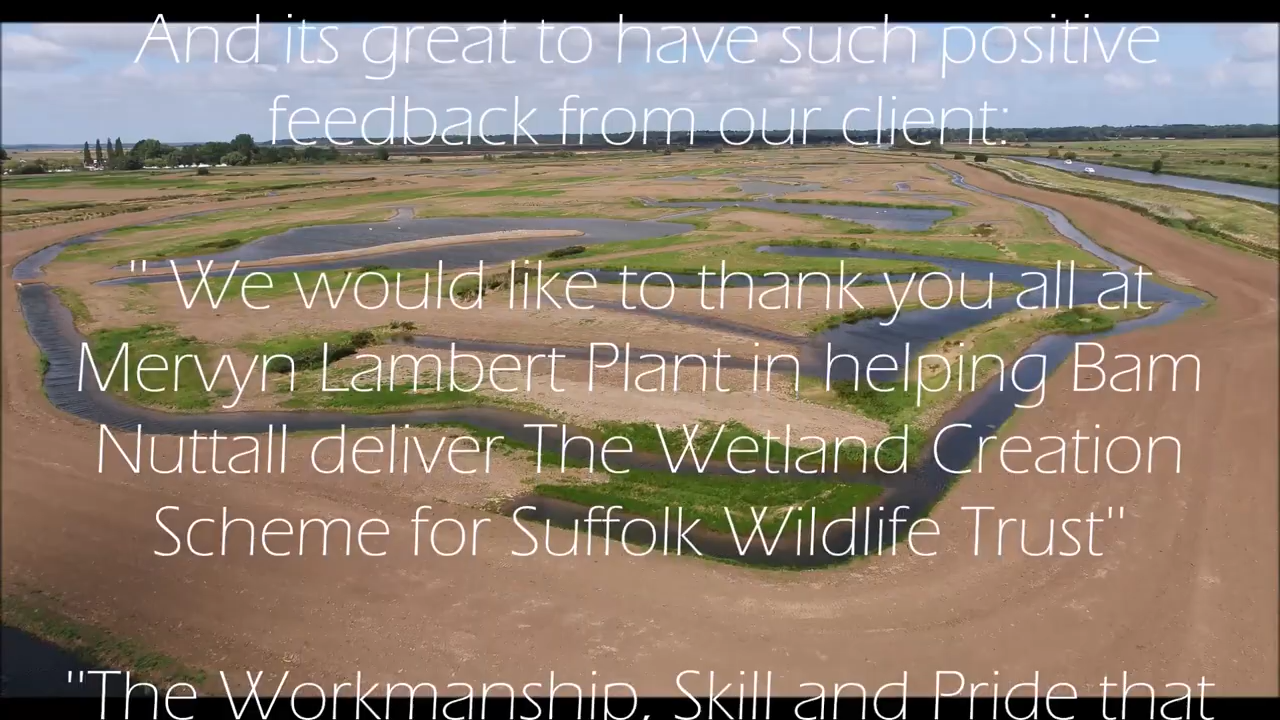 And its great to have such positive
feedback from our client:
" We would like to thank you all at
Mervyn Lambert Plant in helping Bam
Nuttall deliver The Wetland Creation
Scheme for Suffolk Wildlife Trust"
"The Workmanship, Skill and Pride that